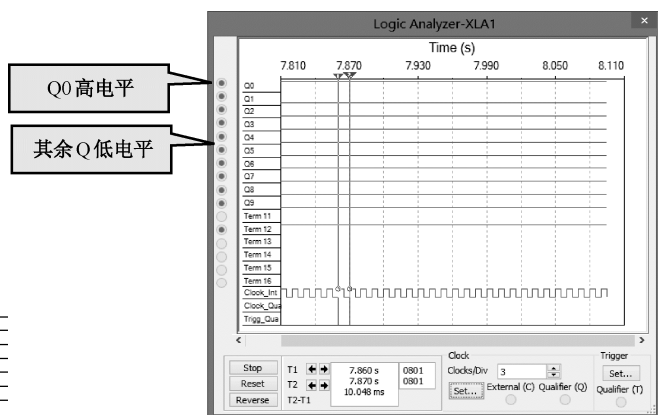 Logic Analyzer-XLA1
×
Time (s)
7.810 7.870 7.930 7.990 8.050 8.110
Q0高电平
其余Q低电平
Q0
Q1
Q2
Q3
Q4
Q5
Q6
Q7
Q8
Q9
Term 11
Term 12
Term 13
Term 14
Term 15
Term 16
Clock_Int
Clock_Qua
Trigg_Qua
Stop
Reset
Reverse
T1 7.860 s 0801
T2 7.870 s 0801
T2-T1 10.048 ms
Clock
Clocks/Div 3
Set... External (C) Qualifier (Q)
Trigger
Set...
Qualifier (T)